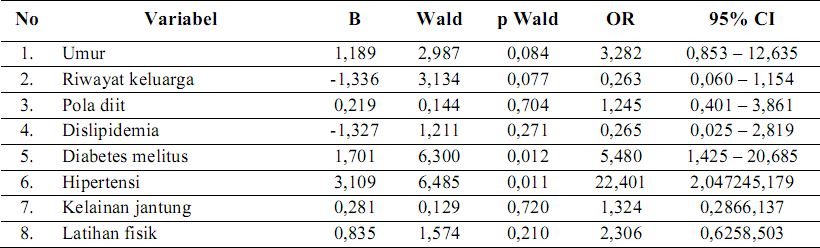 No Variabel B Wald p Wald OR 95% CI
1. Umur 1,189 2,987 0,084 3,282 0,853 – 12,635
2. Riwayat keluarga -1,336 3,134 0,077 0,263 0,060 – 1,154
3. Pola diit 0,219 0,144 0,704 1,245 0,401 – 3,861
4. Dislipidemia -1,327 1,211 0,271 0,265 0,025 – 2,819
5. Diabetes melitus 1,701 6,300 0,012 5,480 1,425 – 20,685
6. Hipertensi 3,109 6,485 0,011 22,401 2,047245,179
7. Kelainan jantung 0,281 0,129 0,720 1,324 0,2866,137
8. Latihan fisik 0,835 1,574 0,210 2,306 0,6258,503